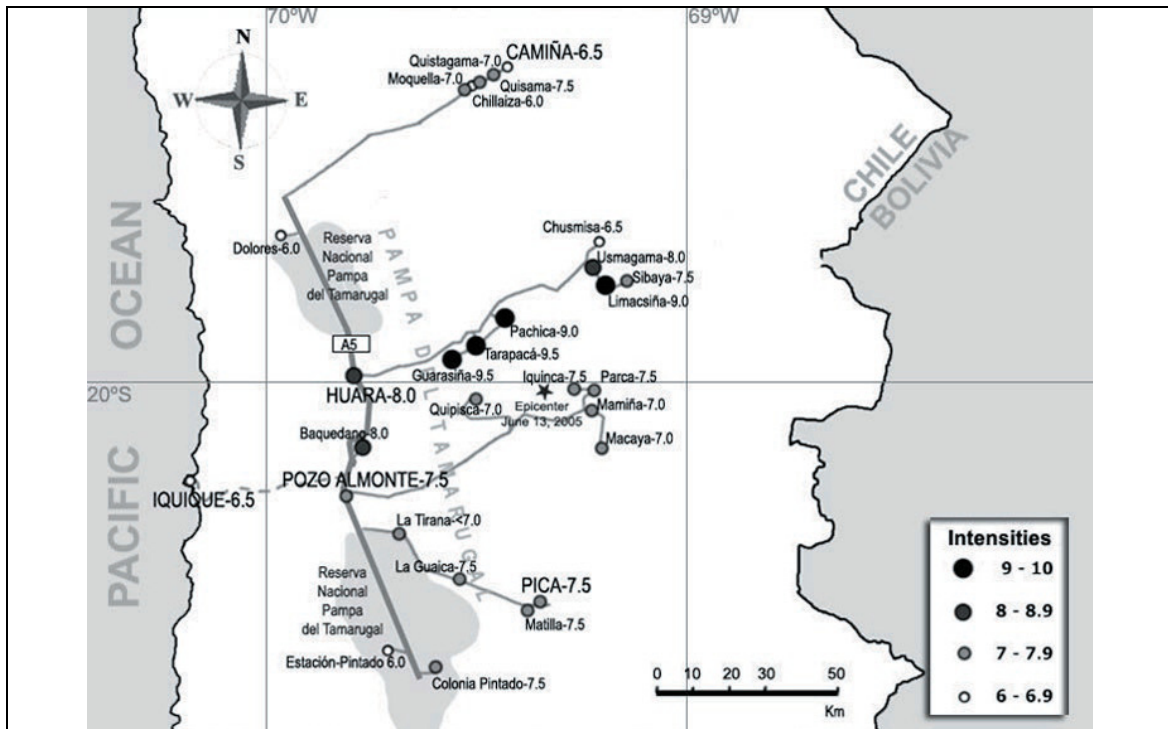 70°W
69°W
N
W
E
S
CAMIÑA-6.5
Quistagama-7.0
Moquella-7.0
Quisama-7.5
Chillaiza-6.0
CHILE
BOLIVIA
PACIFIC OCEAN
PAMPA DEL TAMARUGAL
Dolores-6.0
Reserva
Nacional
Pampa
del Tamarugal
Chusmisa-6.5
Usmagama-8.0
Sibaya-7.5
Limacsiña-9.0
Pachica-9.0
A5
Tarapacá-9.5
Guarasiña-9.5
Iquinca-7.5
Parca-7.5
20°S
HUARA-8.0
Quipisca-7.0
Epicenter
June 13, 2005
Mamiña-7.0
Baquedano-8.0
Macaya-7.0
POZO ALMONTE-7.5
IQUIQUE-6.5
La Tirana-<7.0
La Guaica-7.5
PICA-7.5
Matilla-7.5
Reserva
Nacional
Pampa
del Tamarugal
Estación-Pintado 6.0
Colonia Pintado-7.5
0 10 20 30 50
Km
Intensities
9 - 10
8 - 8.9
7 - 7.9
6 - 6.9